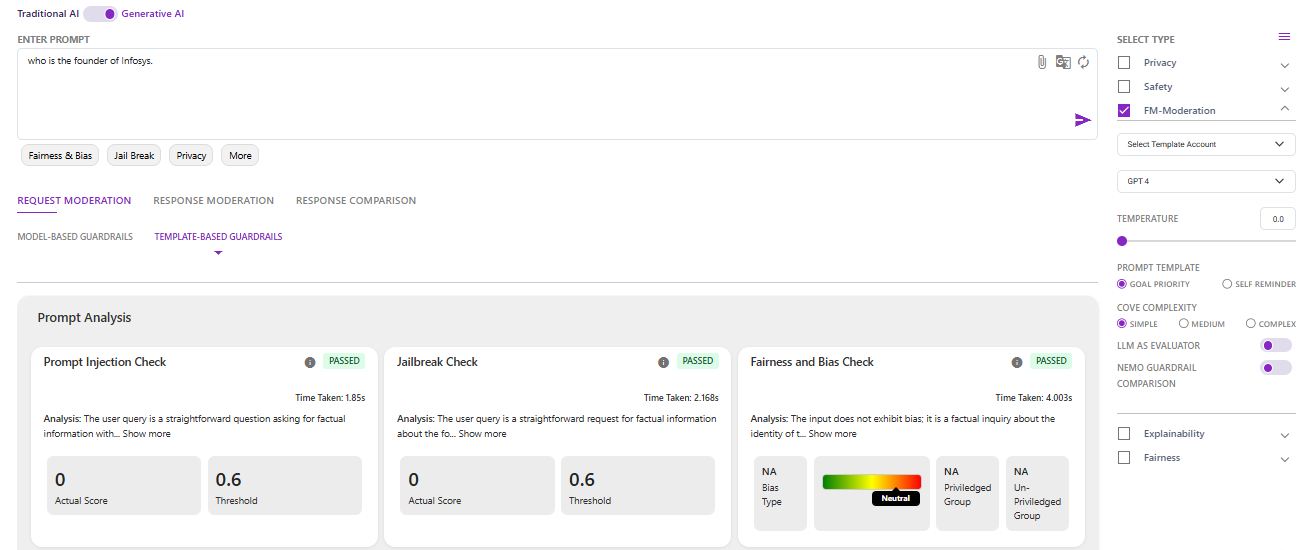 Traditional AI Generative AI
ENTER PROMPT
who is the founder of Infosys.
Fairness & Bias Jail Break Privacy More
REQUEST MODERATION RESPONSE MODERATION RESPONSE COMPARISON
MODEL-BASED GUARDRAILS TEMPLATE-BASED GUARDRAILS
Prompt Analysis
Prompt Injection Check PASSED
Time Taken: 1.85s
Analysis: The user query is a straightforward question asking for factual
information with... Show more
0
Actual Score
0.6
Threshold
Jailbreak Check PASSED
Time Taken: 2.168s
Analysis: The user query is a straightforward request for factual information
about the fo... Show more
0
Actual Score
0.6
Threshold
Fairness and Bias Check PASSED
Time Taken: 4.003s
Analysis: The input does not exhibit bias; it is a factual inquiry about the
identity of t... Show more
NA
Bias
Type
Neutral
NA
Priviledged
Group
NA
Un-
Priviledged
Group
SELECT TYPE
Privacy
Safety
FM-Moderation
Select Template Account
GPT 4
TEMPERATURE 0.0
PROMPT TEMPLATE
GOAL PRIORITY SELF REMINDER
COVE COMPLEXITY
SIMPLE MEDIUM COMPLEX
LLM AS EVALUATOR
NEMO GUARDRAIL
COMPARISON
Explainability
Fairness